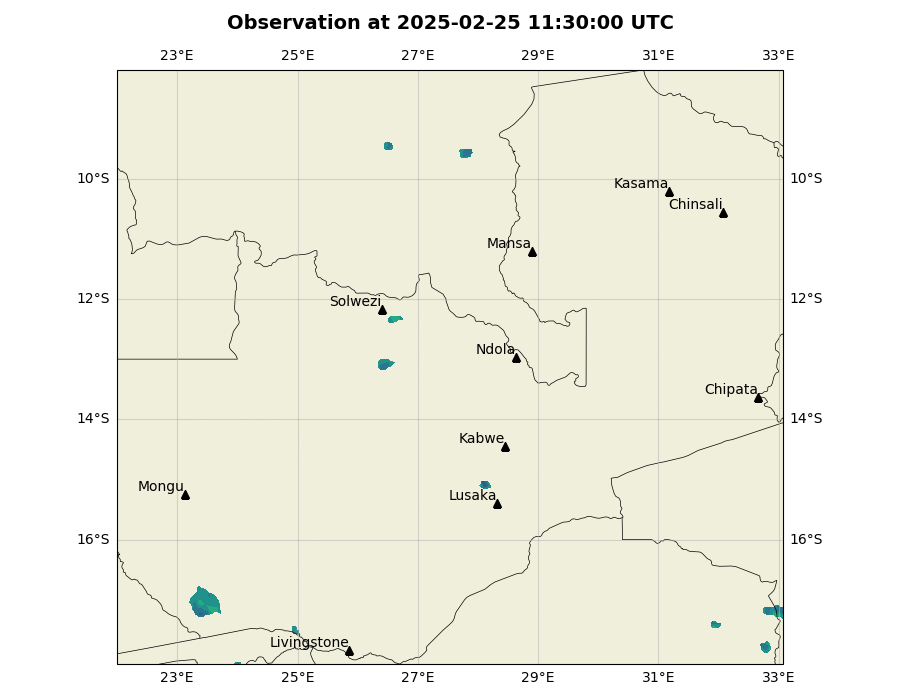 Observation at 2025-02-25 11:30:00 UTC
23°E 25°E 27°E 29°E 31°E 33°E
10°S 10°S
Kasama
Chinsali
Mansa
12°S 12°S
Solwezi
Ndola
Chipata
14°S 14°S
Kabwe
Mongu
Lusaka
16°S 16°S
Livingstone
23°E 25°E 27°E 29°E 31°E 33°E